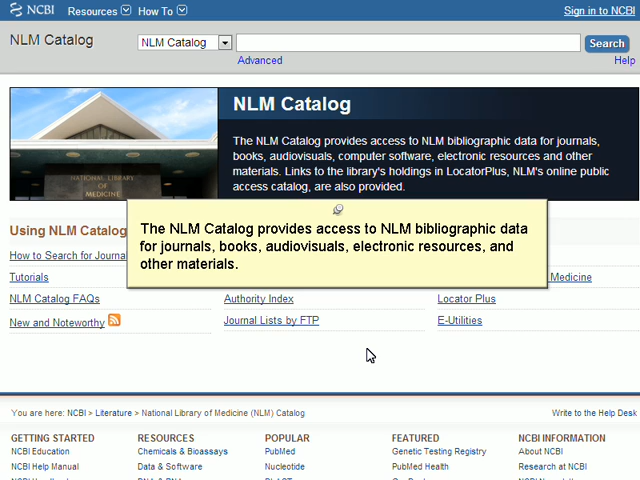 NCBI Resources How To Sign in to NCBI
NLM Catalog NLM Catalog Search
Advanced Help
NLM Catalog
The NLM Catalog provides access to NLM bibliographic data for journals,
books, audiovisuals, computer software, electronic resources and other
materials. Links to the library's holdings in LocatorPlus, NLM's online
public access catalog, are also provided.
NATIONAL LIBRARY
OF
MEDICINE
The NLM Catalog provides access to NLM bibliographic data
for journals, books, audiovisuals, electronic resources, and
other materials.
Using NLM Catalog
How to Search for Journa
Tutorials Medicine
NLM Catalog FAQs Authority Index Locator Plus
New and Noteworthy Journal Lists by FTP E-Utilities
You are here: NCBI > Literature > National Library of Medicine (NLM) Catalog Write to the Help Desk
GETTING STARTED RESOURCES POPULAR FEATURED NCBI INFORMATION
NCBI Education Chemicals & Bioassays PubMed Genetic Testing Registry About NCBI
NCBI Help Manual Data & Software Nucleotide PubMed Health Research at NCBI